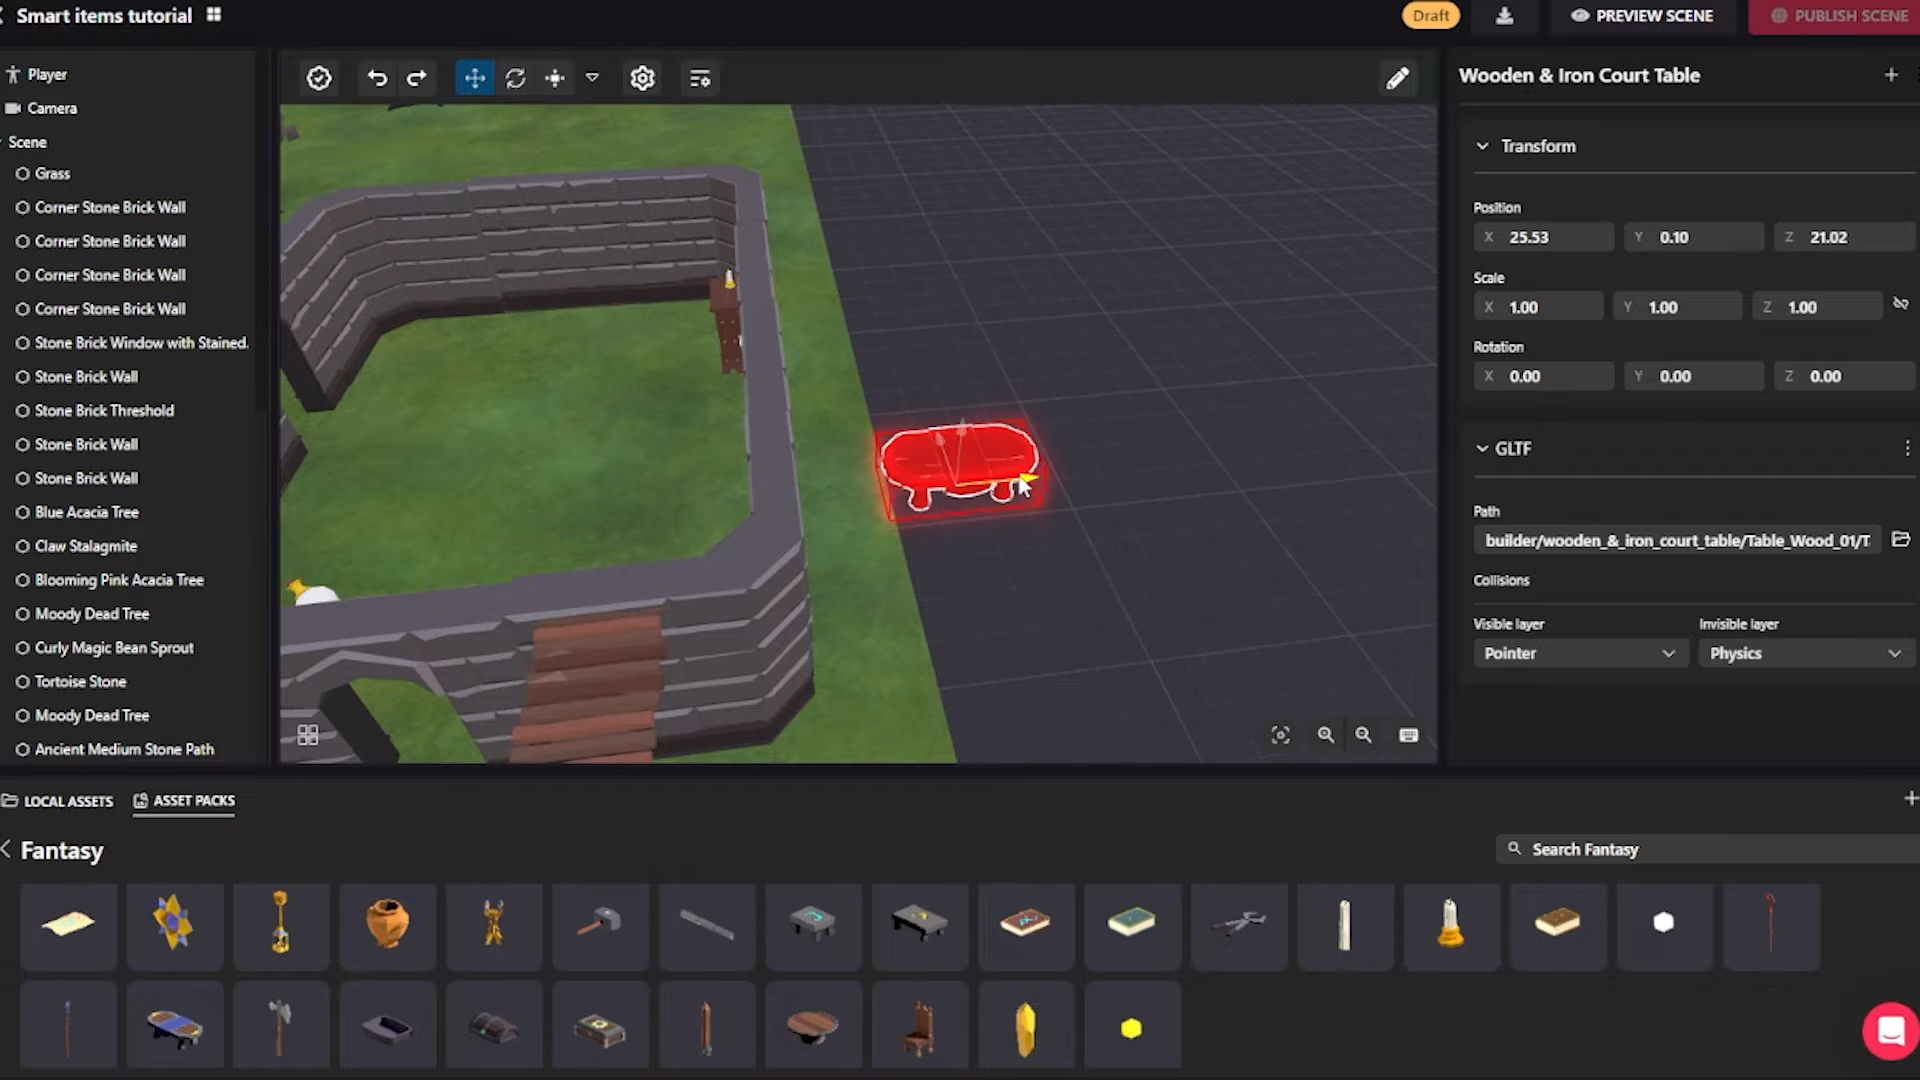 Smart items tutorial
Draft
PREVIEW SCENE
PUBLISH SCENE
Player
Camera
Scene
Grass
Corner Stone Brick Wall
Corner Stone Brick Wall
Corner Stone Brick Wall
Corner Stone Brick Wall
Stone Brick Window with Stained.
Stone Brick Wall
Stone Brick Threshold
Stone Brick Wall
Stone Brick Wall
Blue Acacia Tree
Claw Stalagmite
Blooming Pink Acacia Tree
Moody Dead Tree
Curly Magic Bean Sprout
Tortoise Stone
Moody Dead Tree
Ancient Medium Stone Path
Wooden & Iron Court Table
Transform
Position
X 25.53 Y 0.10 Z 21.02
Scale
X 1.00 Y 1.00 Z 1.00
Rotation
X 0.00 Y 0.00 Z 0.00
GLTF
Path
builder/wooden_&_iron_court_table/Table_Wood_01/T
Collisions
Visible layer Invisible layer
Pointer Physics
LOCAL ASSETS ASSET PACKS
Fantasy
Search Fantasy